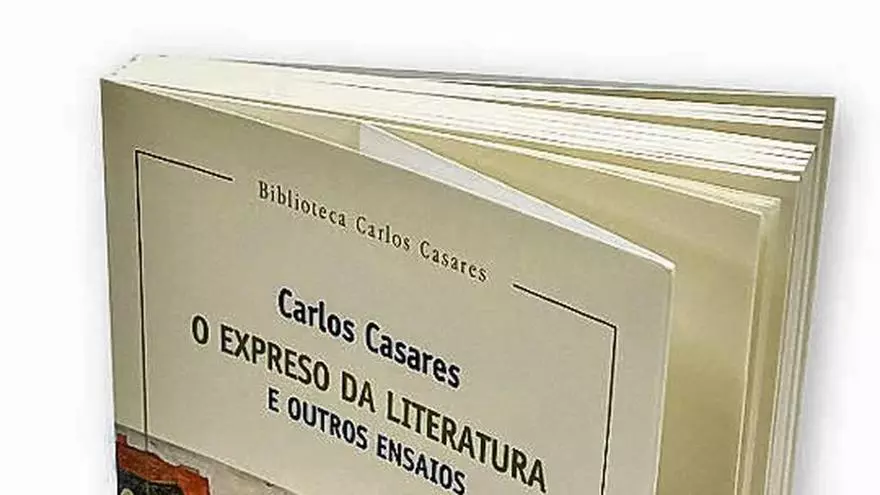 Biblioteca Carlos Casares
Carlos Casares
O EXPRESO DA LITERATURA
E OUTROS ENSAIOS